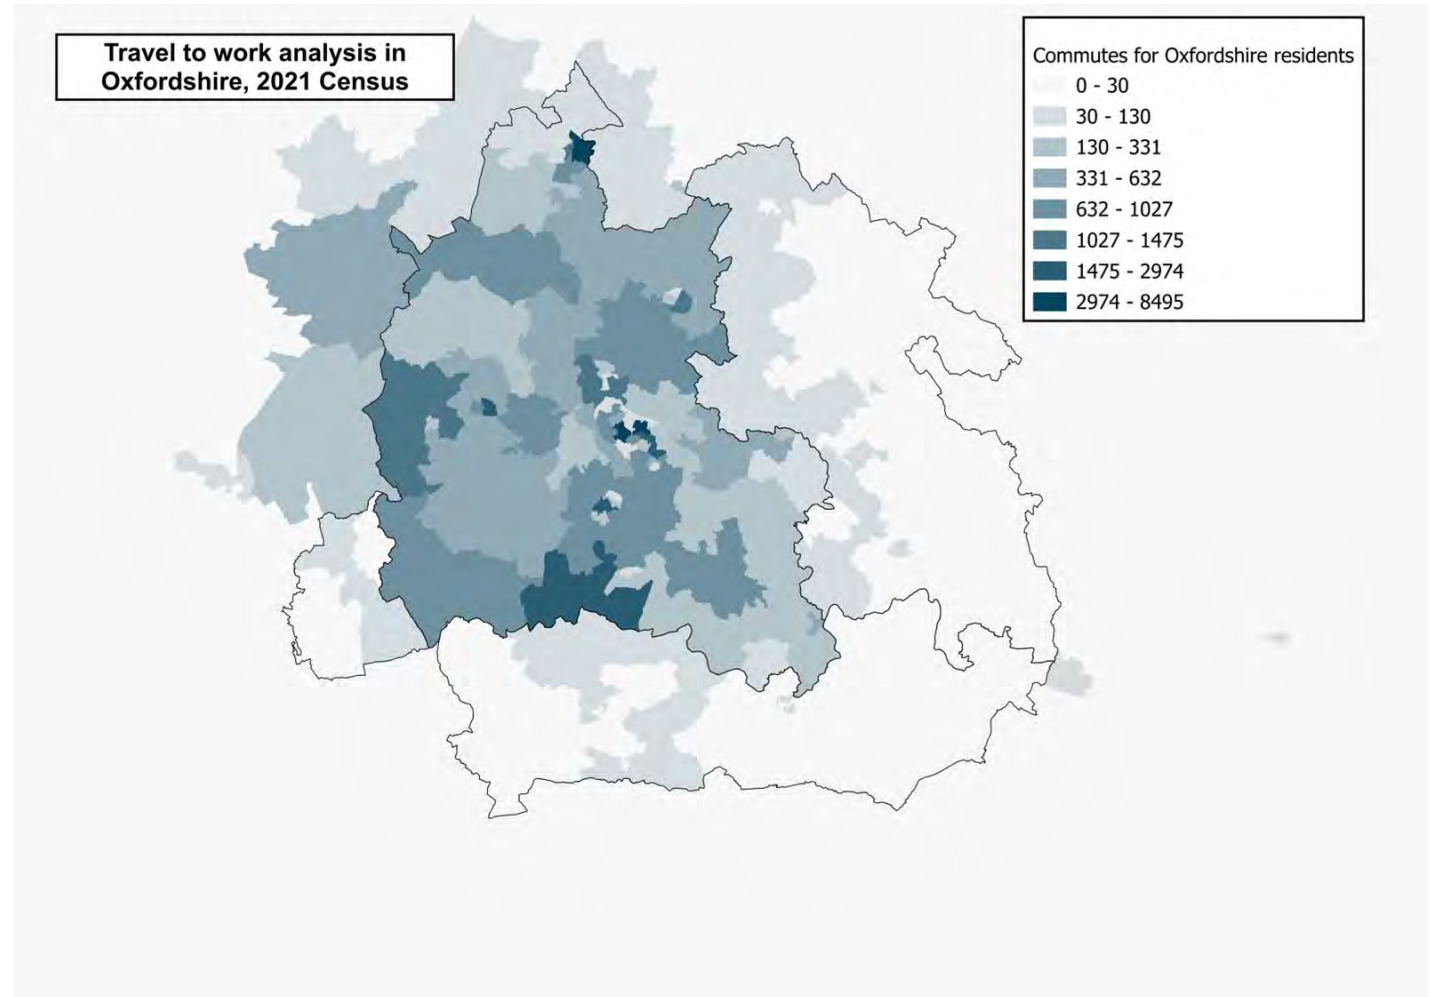 Travel to work analysis in
Oxfordshire, 2021 Census
Commutes for Oxfordshire residents
0 - 30
30 - 130
130 - 331
331 - 632
632 - 1027
1027 - 1475
1475 - 2974
2974 - 8495